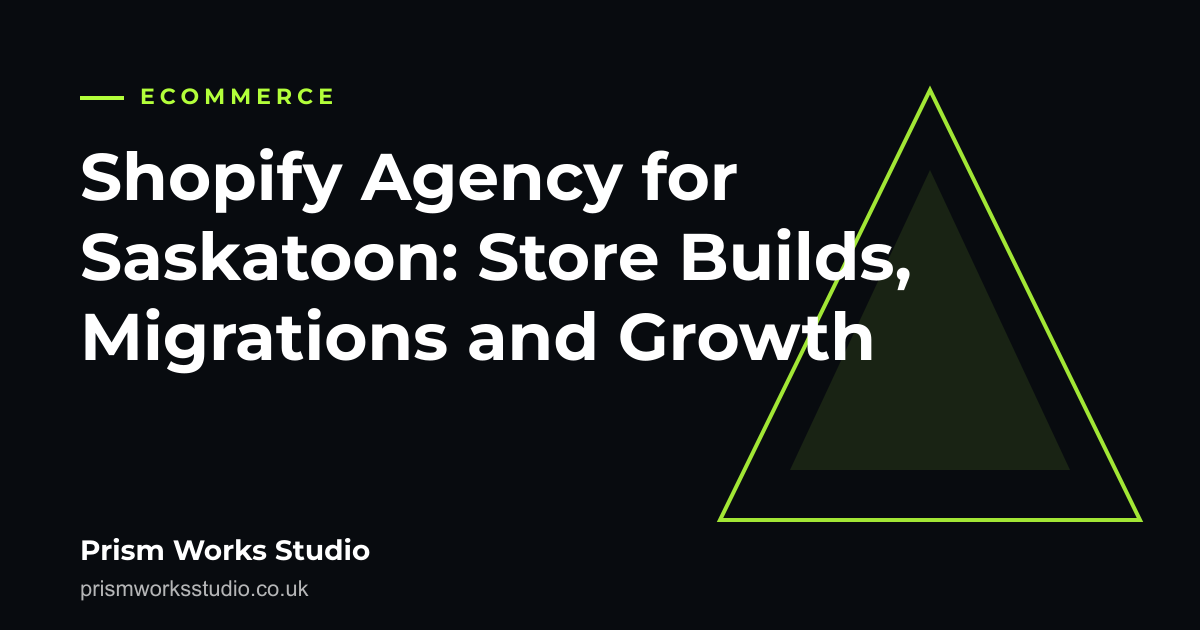 ECOMMERCE
Shopify Agency for
Saskatoon: Store Builds,
Migrations and Growth
Prism Works Studio
prismworksstudio.co.uk